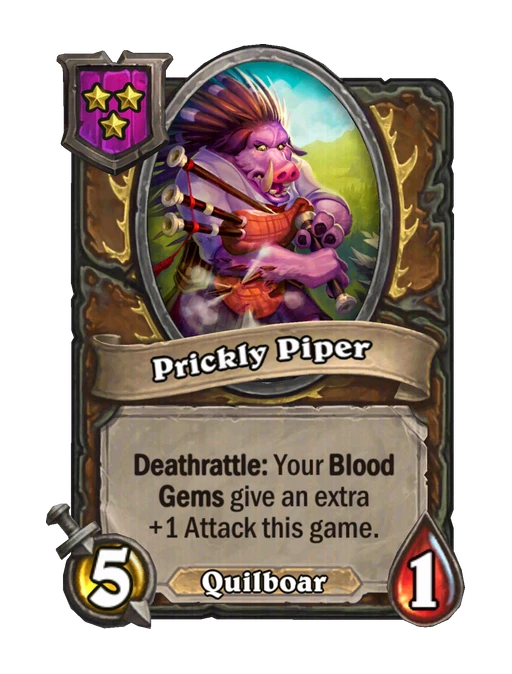 Prickly Piper
Deathrattle: Your Blood
Gems give an extra
+1 Attack this game.
5
Quilboar
1